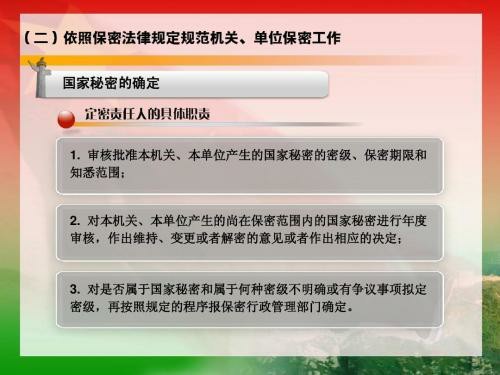 （二）依照保密法律规定规范机关、单位保密工作
国家秘密的确定
定密责任人的具体职责
1. 审核批准本机关、本单位产生的国家秘密的密级、保密期限和
知悉范围；
2. 对本机关、本单位产生的尚在保密范围内的国家秘密进行年度
审核，作出维持、变更或者解密的意见或者作出相应的决定；
3. 对是否属于国家秘密和属于何种密级不明确或有争议事项拟定
密级，再按照规定的程序报保密行政管理部门确定。